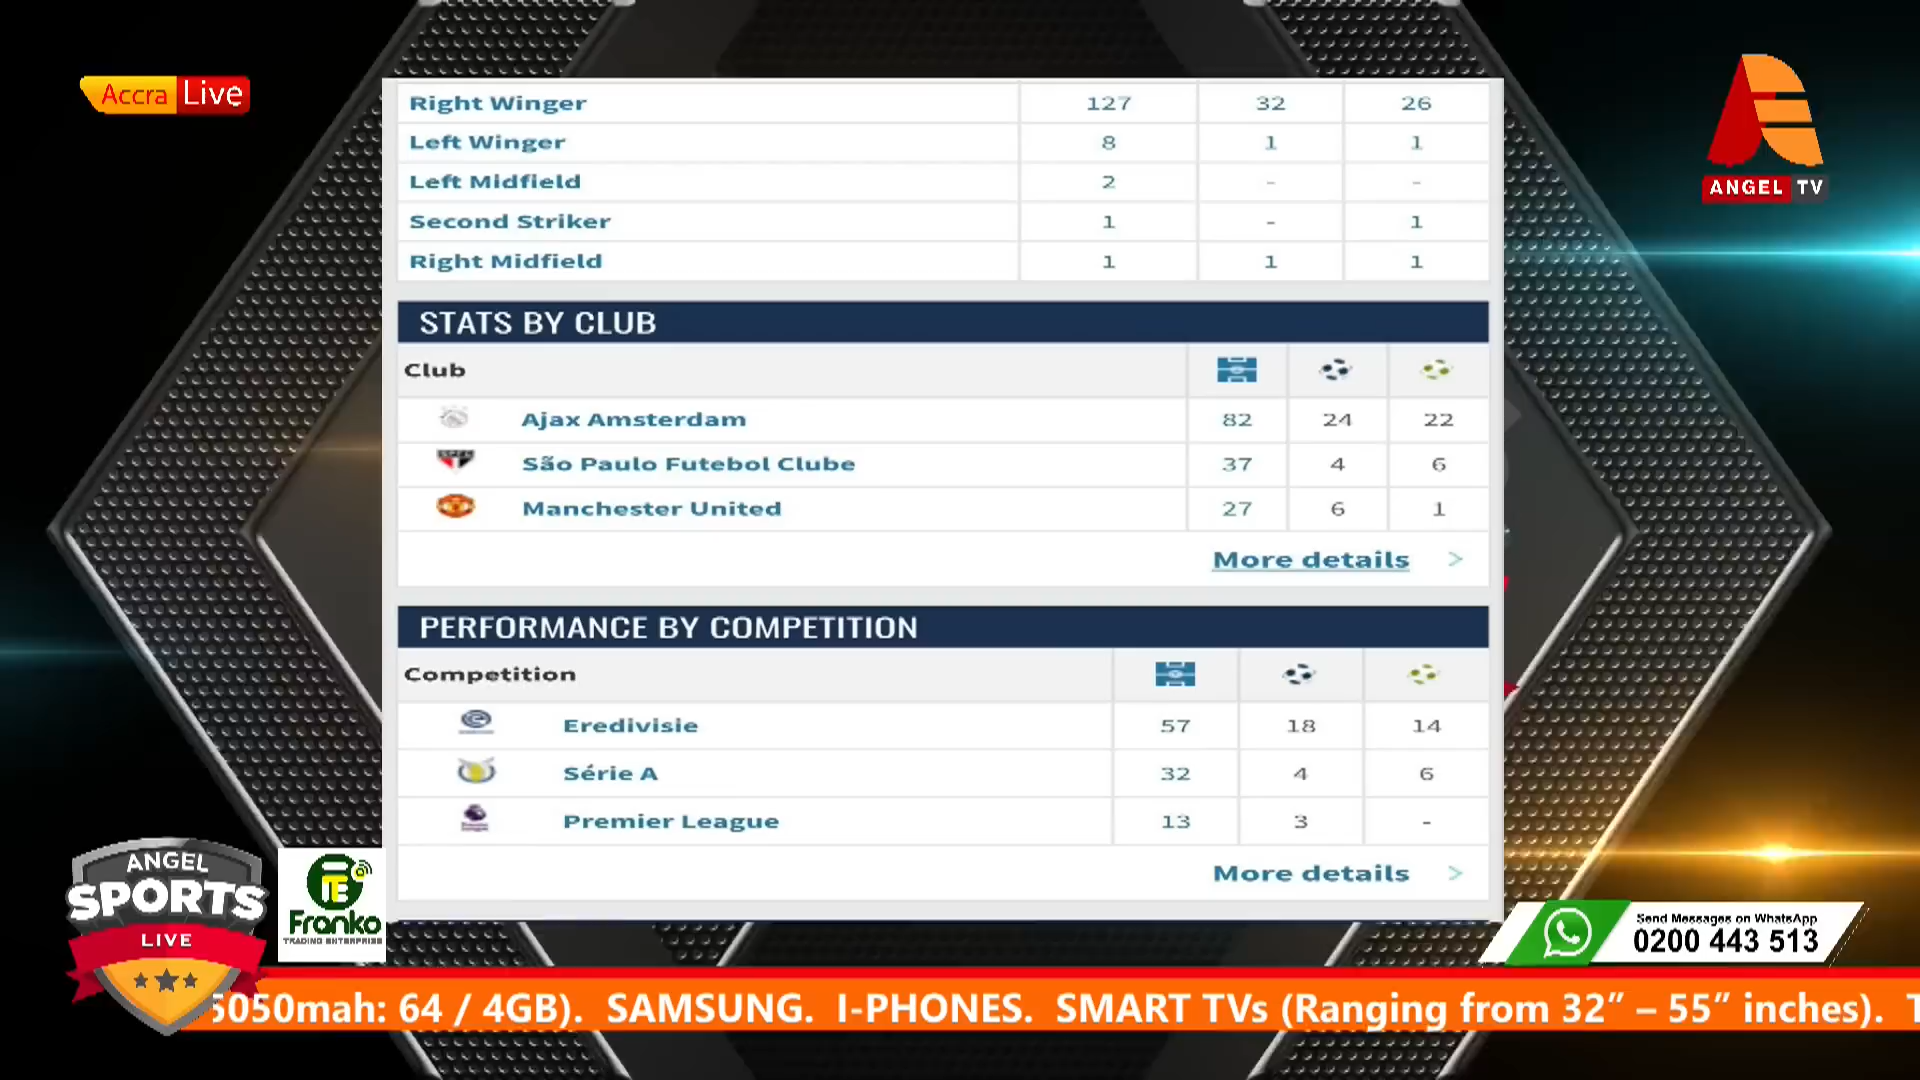 Accra Live
ANGEL TV
Right Winger 127 32 26
Left Winger 8 1 1
Left Midfield 2 - -
Second Striker 1 - 1
Right Midfield 1 1 1
STATS BY CLUB
Club
Ajax Amsterdam 82 24 22
São Paulo Futebol Clube 37 4 6
Manchester United 27 6 1
More details >
PERFORMANCE BY COMPETITION
Competition
Eredivisie 57 18 14
Série A 32 4 6
Premier League 13 3 -
More details >
ANGEL
SPORTS
LIVE
Franko
TRADING ENTERPRISE
Send Messages on WhatsApp
0200 443 513
5050mah: 64 / 4GB). SAMSUNG. I-PHONES. SMART TVs (Ranging from 32” – 55” inches).